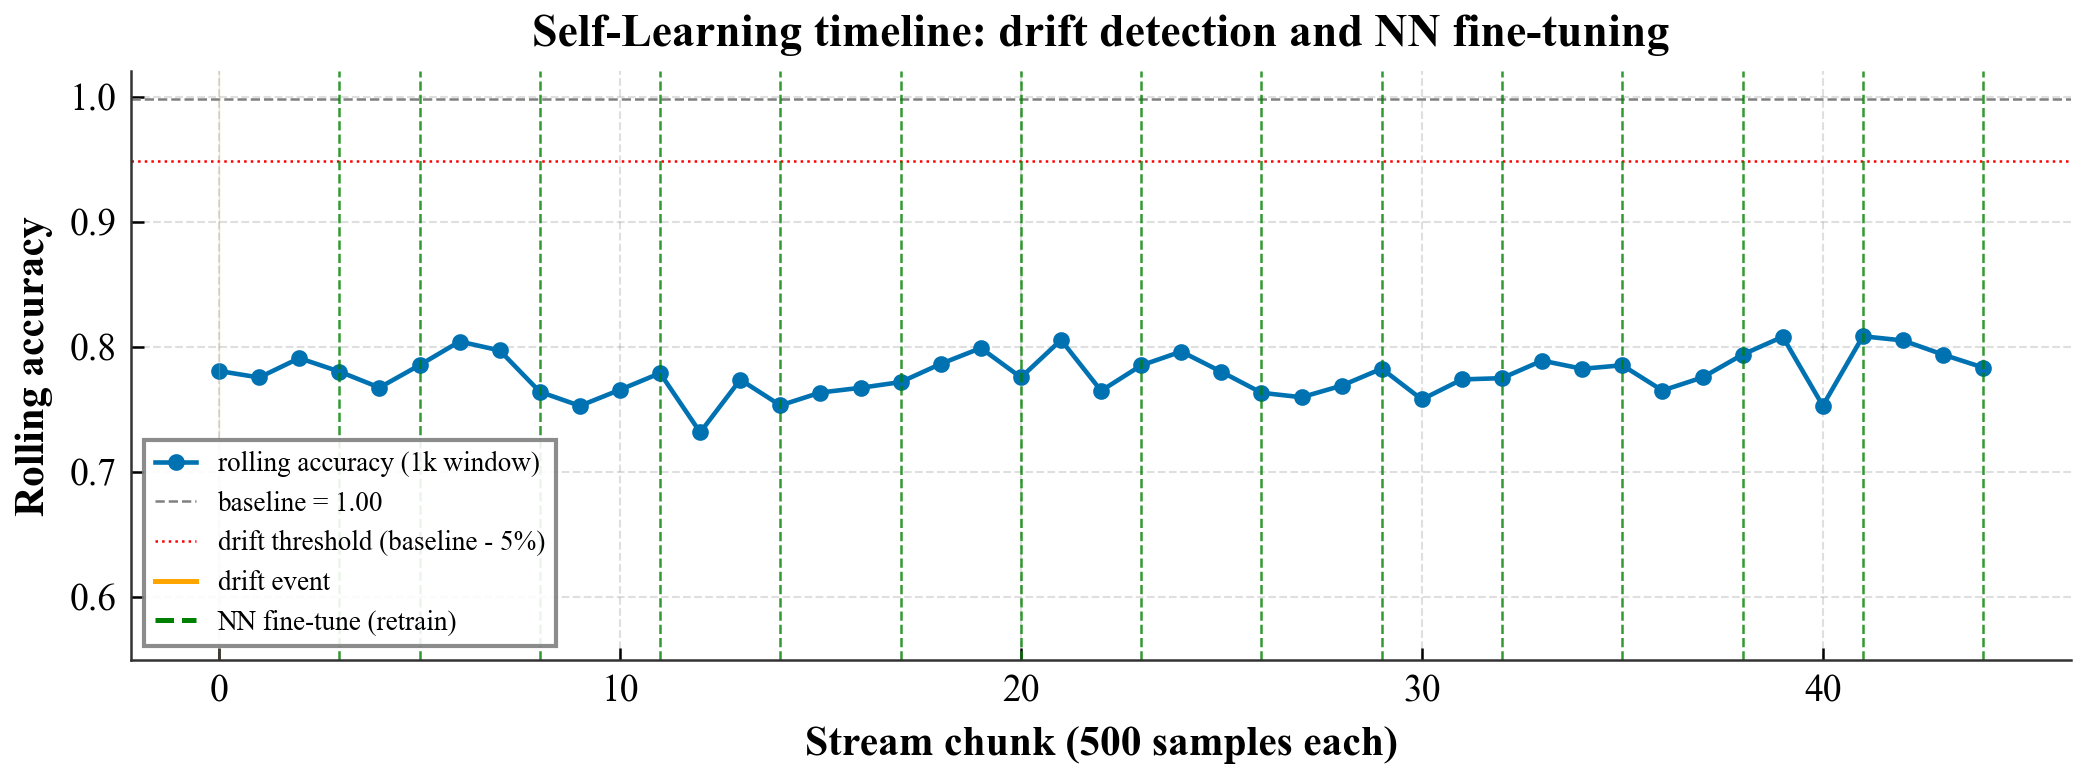 Self-Learning timeline: drift detection and NN fine-tuning
Rolling accuracy
1.0
0.9
0.8
0.7
0.6
rolling accuracy (1k window)
baseline = 1.00
drift threshold (baseline - 5%)
drift event
NN fine-tune (retrain)
0 10 20 30 40
Stream chunk (500 samples each)